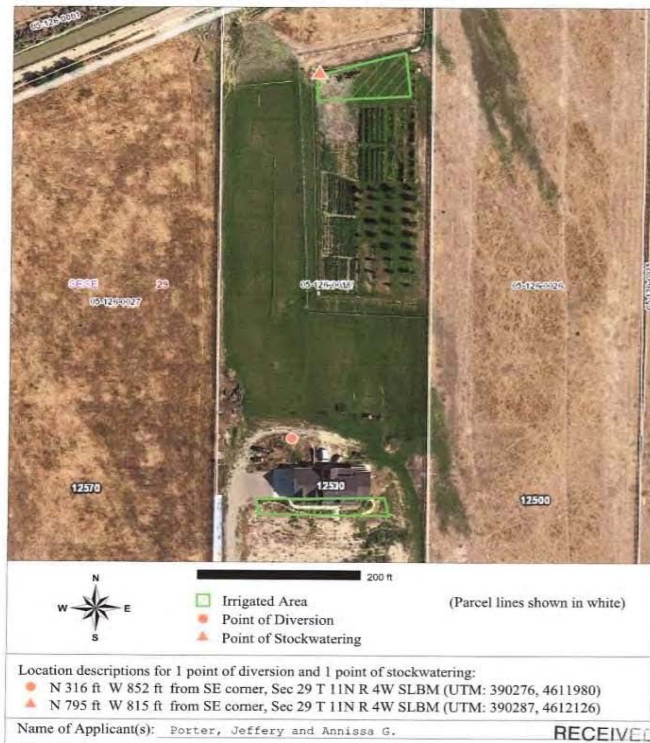 05-126-0001
SESE 29
05-126-0027
05-126-0026
12570
12530
12500
N
W E
S
200 ft
Irrigated Area
Point of Diversion
Point of Stockwatering
(Parcel lines shown in white)
Location descriptions for 1 point of diversion and 1 point of stockwatering:
N 316 ft W 852 ft from SE corner, Sec 29 T 11N R 4W SLBM (UTM: 390276, 4611980)
N 795 ft W 815 ft from SE corner, Sec 29 T 11N R 4W SLBM (UTM: 390287, 4612126)
Name of Applicant(s): Porter, Jeffery and Annissa G.
RECEIVED